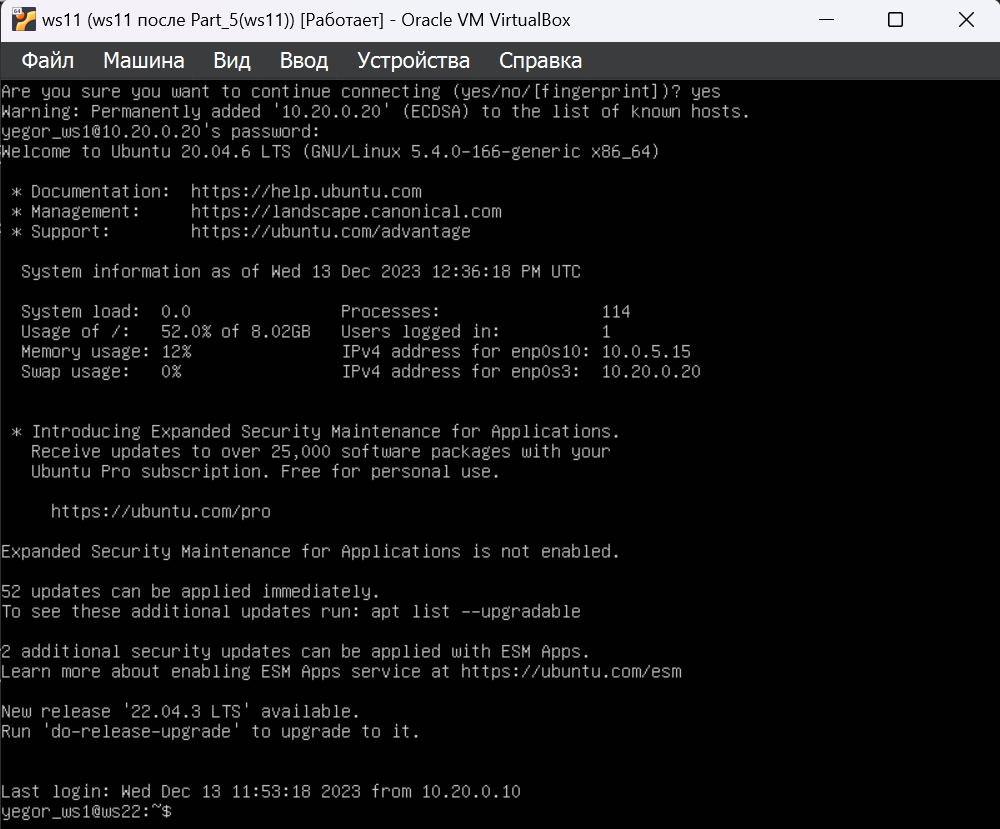 ws11 (ws11 после Part_5(ws11)) [Работает] - Oracle VM VirtualBox
Файл Машина Вид Ввод Устройства Справка
Are you sure you want to continue connecting (yes/no/[fingerprint])? yes
Warning: Permanently added '10.20.0.20' (ECDSA) to the list of known hosts.
yegor_ws1@10.20.0.20's password:
Welcome to Ubuntu 20.04.6 LTS (GNU/Linux 5.4.0-166-generic x86_64)
* Documentation: https://help.ubuntu.com
* Management: https://landscape.canonical.com
* Support: https://ubuntu.com/advantage
System information as of Wed 13 Dec 2023 12:36:18 PM UTC
System load: 0.0 Processes: 114
Usage of /: 52.0% of 8.02GB Users logged in: 1
Memory usage: 12% IPv4 address for enp0s10: 10.0.5.15
Swap usage: 0% IPv4 address for enp0s3: 10.20.0.20
* Introducing Expanded Security Maintenance for Applications.
Receive updates to over 25,000 software packages with your
Ubuntu Pro subscription. Free for personal use.
https://ubuntu.com/pro
Expanded Security Maintenance for Applications is not enabled.
52 updates can be applied immediately.
To see these additional updates run: apt list --upgradable
2 additional security updates can be applied with ESM Apps.
Learn more about enabling ESM Apps service at https://ubuntu.com/esm
New release '22.04.3 LTS' available.
Run 'do-release-upgrade' to upgrade to it.
Last login: Wed Dec 13 11:53:18 2023 from 10.20.0.10
yegor_ws1@ws22:~$